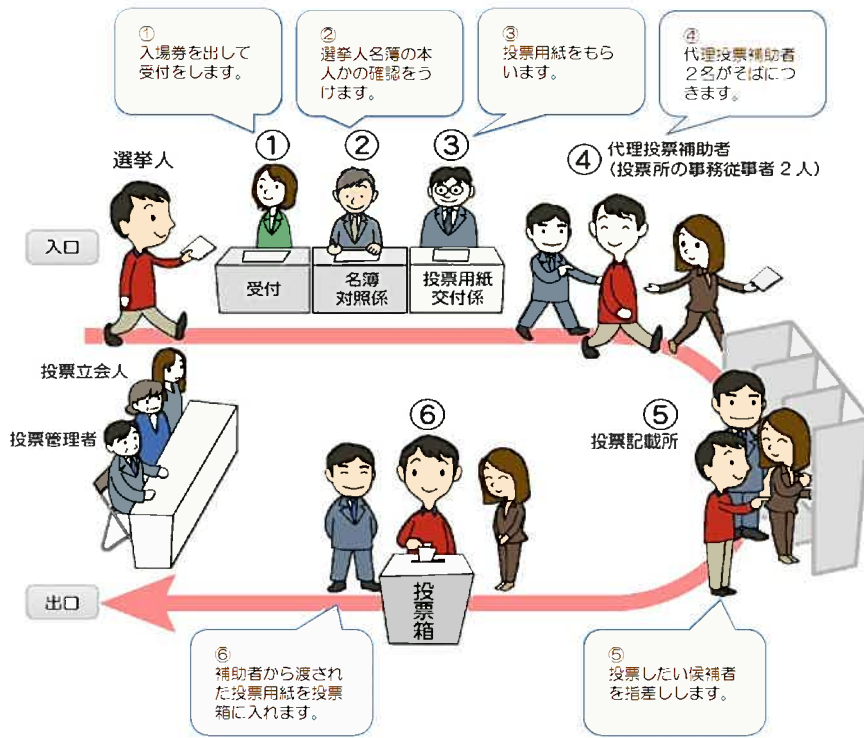 ①
入場券を出して
受付をします。
②
選挙人名簿の本
人かの確認をう
けます。
③
投票用紙をもら
います。
④
代理投票補助者
２名がそばにつ
きます。
選挙人
①
②
③
④
代理投票補助者
(投票所の事務従事者２人)
入口
受付
名簿
対照係
投票用紙
交付係
投票立会人
投票管理者
⑤
投票記載所
⑥
投票箱
出口
⑥
補助者から渡され
た投票用紙を投票
箱に入れます。
⑤
投票したい候補者
を指差しします。